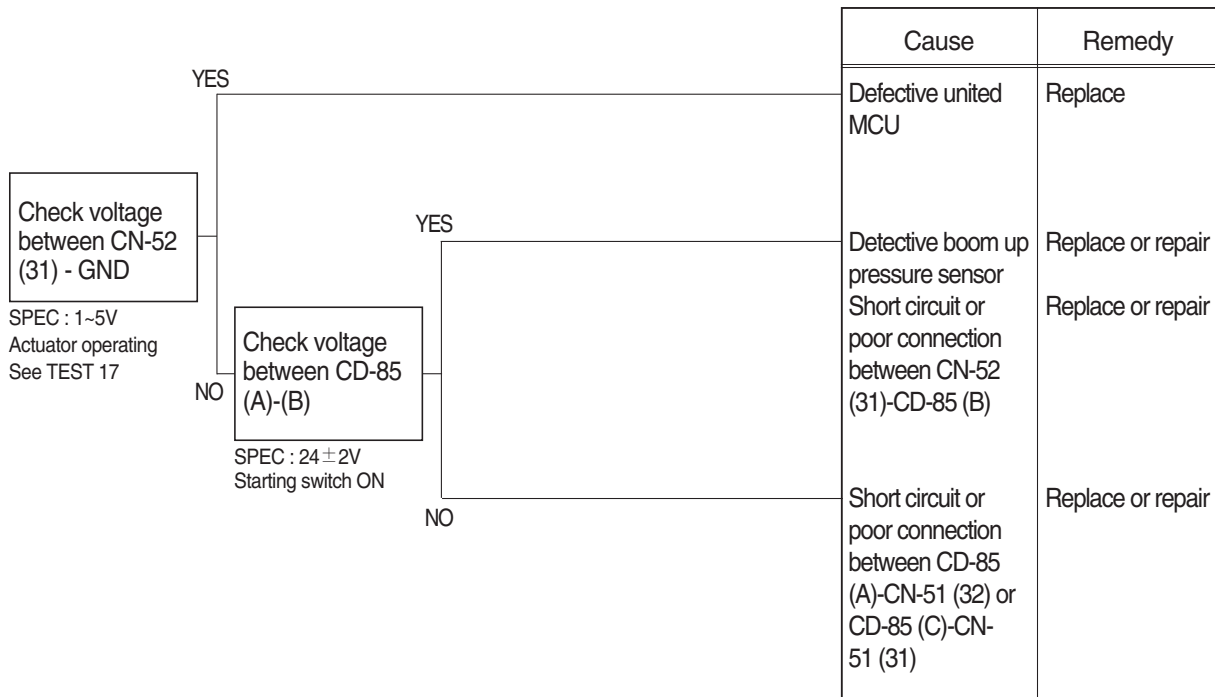 Cause
Remedy
YES
Defective united
MCU
Replace
Check voltage
between CN-52
(31) - GND
SPEC : 1~5V
Actuator operating
See TEST 17
NO
YES
Detective boom up
pressure sensor
Replace or repair
Short circuit or
poor connection
between CN-52
(31)-CD-85 (B)
Replace or repair
Check voltage
between CD-85
(A)-(B)
SPEC : 24±2V
Starting switch ON
NO
Short circuit or
poor connection
between CD-85
(A)-CN-51 (32) or
CD-85 (C)-CN-
51 (31)
Replace or repair